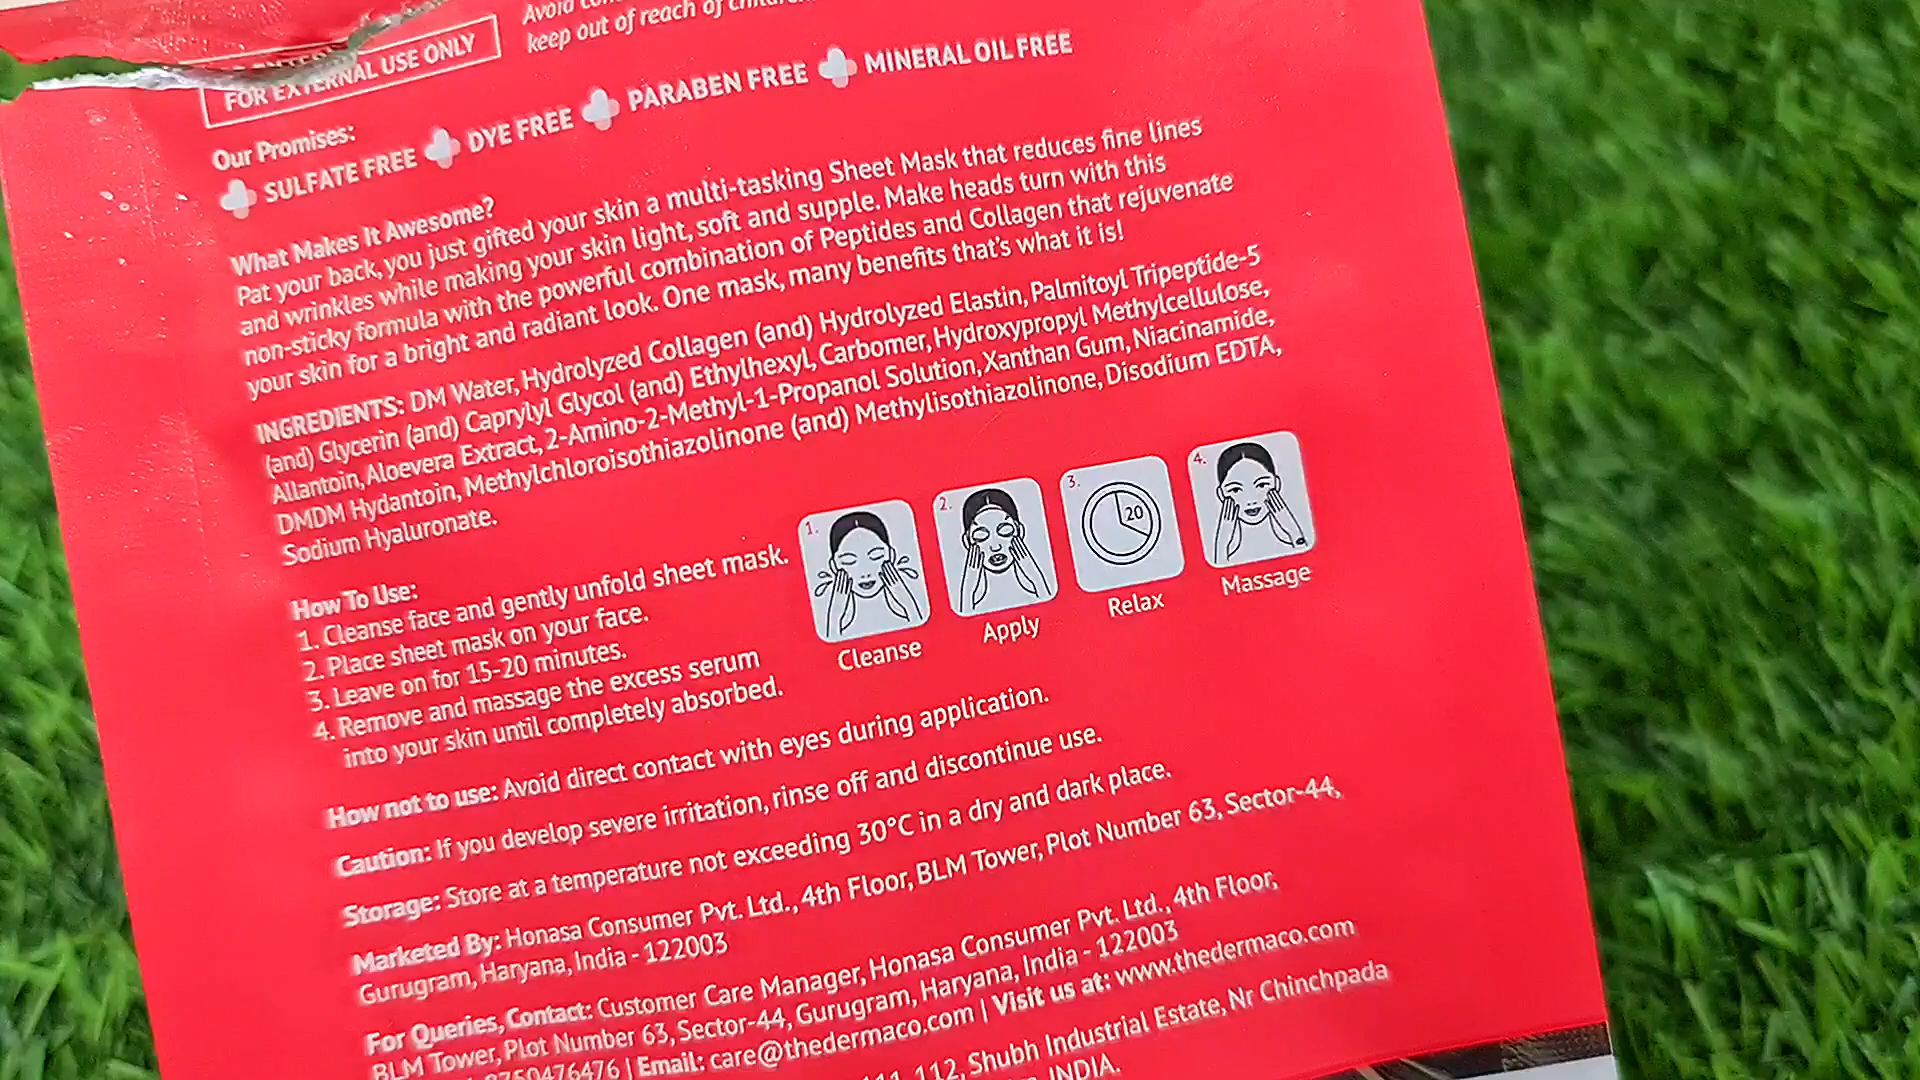 keep out of reach of
FOR EXTERNAL USE ONLY
Our Promises:
SULFATE FREE DYE FREE PARABEN FREE MINERAL OIL FREE
What Makes It Awesome?
Pat your back, you just gifted your skin a multi-tasking Sheet Mask that reduces fine lines
and wrinkles while making your skin light, soft and supple. Make heads turn with this
non-sticky formula with the powerful combination of Peptides and Collagen that rejuvenate
your skin for a bright and radiant look. One mask, many benefits that's what it is!
INGREDIENTS: DM Water, Hydrolyzed Collagen (and) Hydrolyzed Elastin, Palmitoyl Tripeptide-5
(and) Glycerin (and) Caprylyl Glycol (and) Ethylhexyl, Carbomer, Hydroxypropyl Methylcellulose,
Allantoin, Aloevera Extract, 2-Amino-2-Methyl-1-Propanol Solution, Xanthan Gum, Niacinamide,
DMDM Hydantoin, Methylchloroisothiazolinone (and) Methylisothiazolinone, Disodium EDTA,
Sodium Hyaluronate.
How To Use:
1. Cleanse face and gently unfold sheet mask.
2. Place sheet mask on your face.
3. Leave on for 15-20 minutes.
4. Remove and massage the excess serum
into your skin until completely absorbed.
1. 2. 3. 4.
20
Cleanse Apply Relax Massage
How not to use: Avoid direct contact with eyes during application.
Caution: If you develop severe irritation, rinse off and discontinue use.
Storage: Store at a temperature not exceeding 30°C in a dry and dark place.
Marketed By: Honasa Consumer Pvt. Ltd., 4th Floor, BLM Tower, Plot Number 63, Sector-44,
Gurugram, Haryana, India - 122003
For Queries, Contact: Customer Care Manager, Honasa Consumer Pvt. Ltd., 4th Floor,
BLM Tower, Plot Number 63, Sector-44, Gurugram, Haryana, India - 122003
8750476476 | Email: care@thedermaco.com | Visit us at: www.thedermaco.com
112, Shubh Industrial Estate, Nr Chinchpada
INDIA.